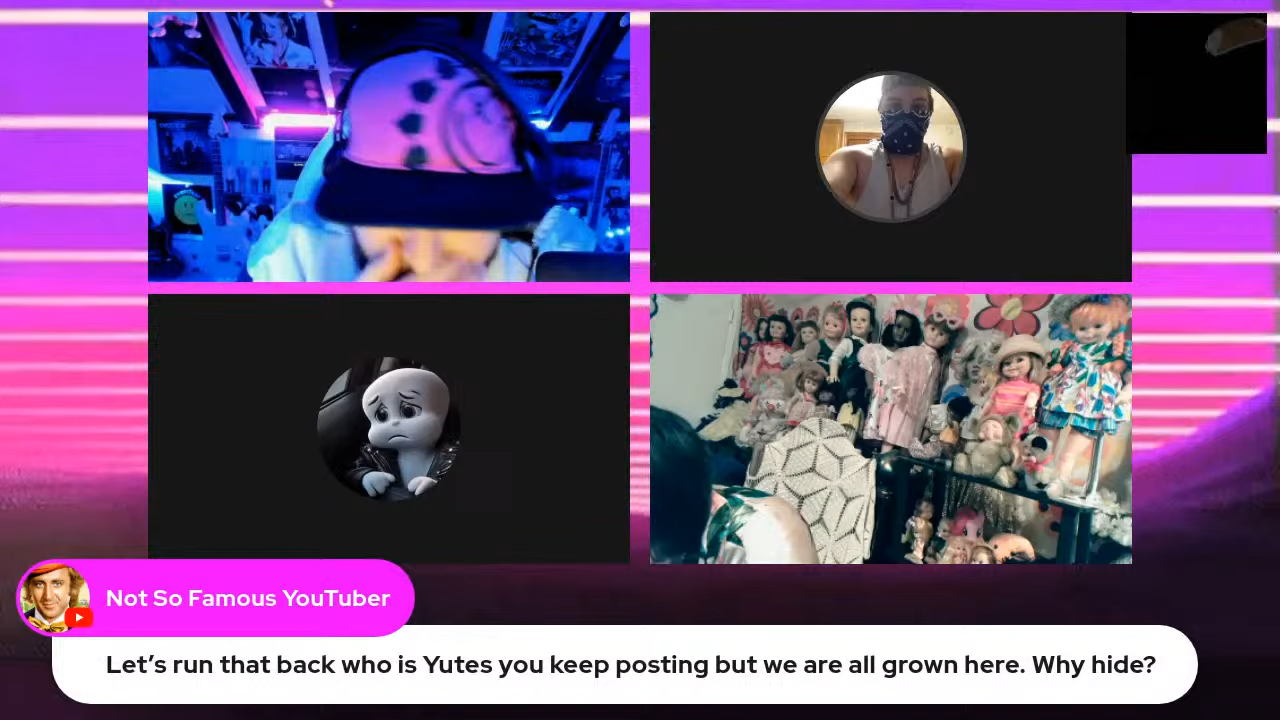 Not So Famous YouTuber
Let's run that back who is Yutes you keep posting but we are all grown here. Why hide?